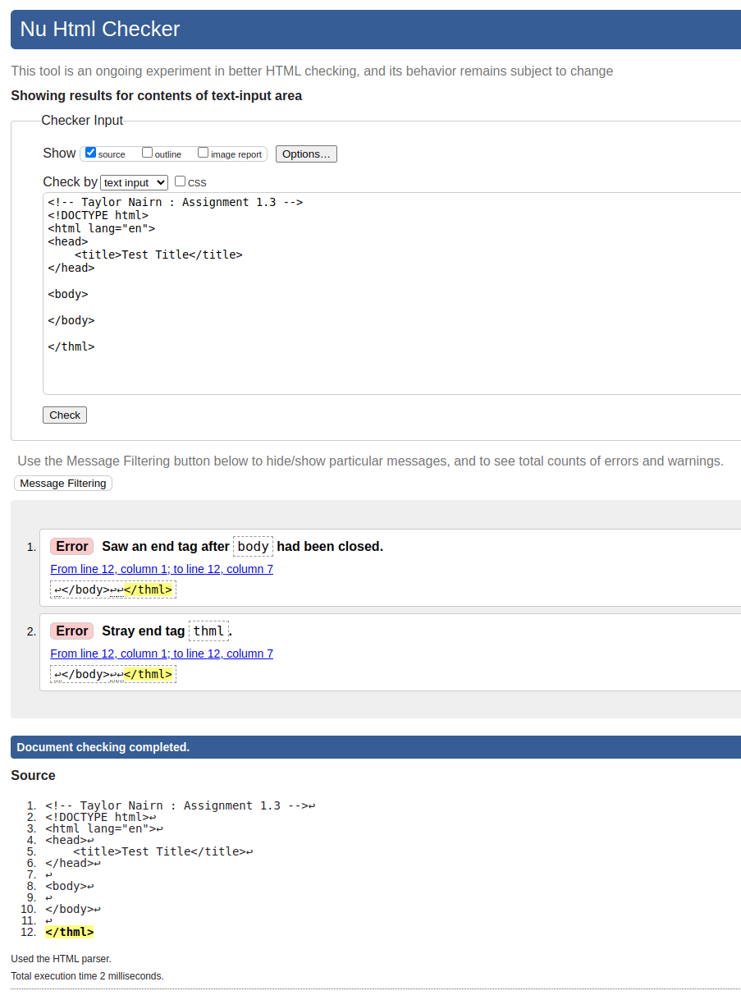 Nu Html Checker
This tool is an ongoing experiment in better HTML checking, and its behavior remains subject to change
Showing results for contents of text-input area
Checker Input
Show source outline image report Options...
Check by text input CSS
<!-- Taylor Nairn : Assignment 1.3 -->
<!DOCTYPE html>
<html lang="en">
<head>
    <title>Test Title</title>
</head>
<body>
</body>
</thml>
Check
Use the Message Filtering button below to hide/show particular messages, and to see total counts of errors and warnings.
Message Filtering
1. Error Saw an end tag after body had been closed.
From line 12, column 1; to line 12, column 7
↩</body>↩↩</thml>
2. Error Stray end tag thml.
From line 12, column 1; to line 12, column 7
↩</body>↩↩</thml>
Document checking completed.
Source
1. <!-- Taylor Nairn : Assignment 1.3 -->↩
2. <!DOCTYPE html>↩
3. <html lang="en">↩
4. <head>↩
5.     <title>Test Title</title>↩
6. </head>↩
7. ↩
8. <body>↩
9. ↩
10. </body>↩
11. ↩
12. </thml>
Used the HTML parser.
Total execution time 2 milliseconds.